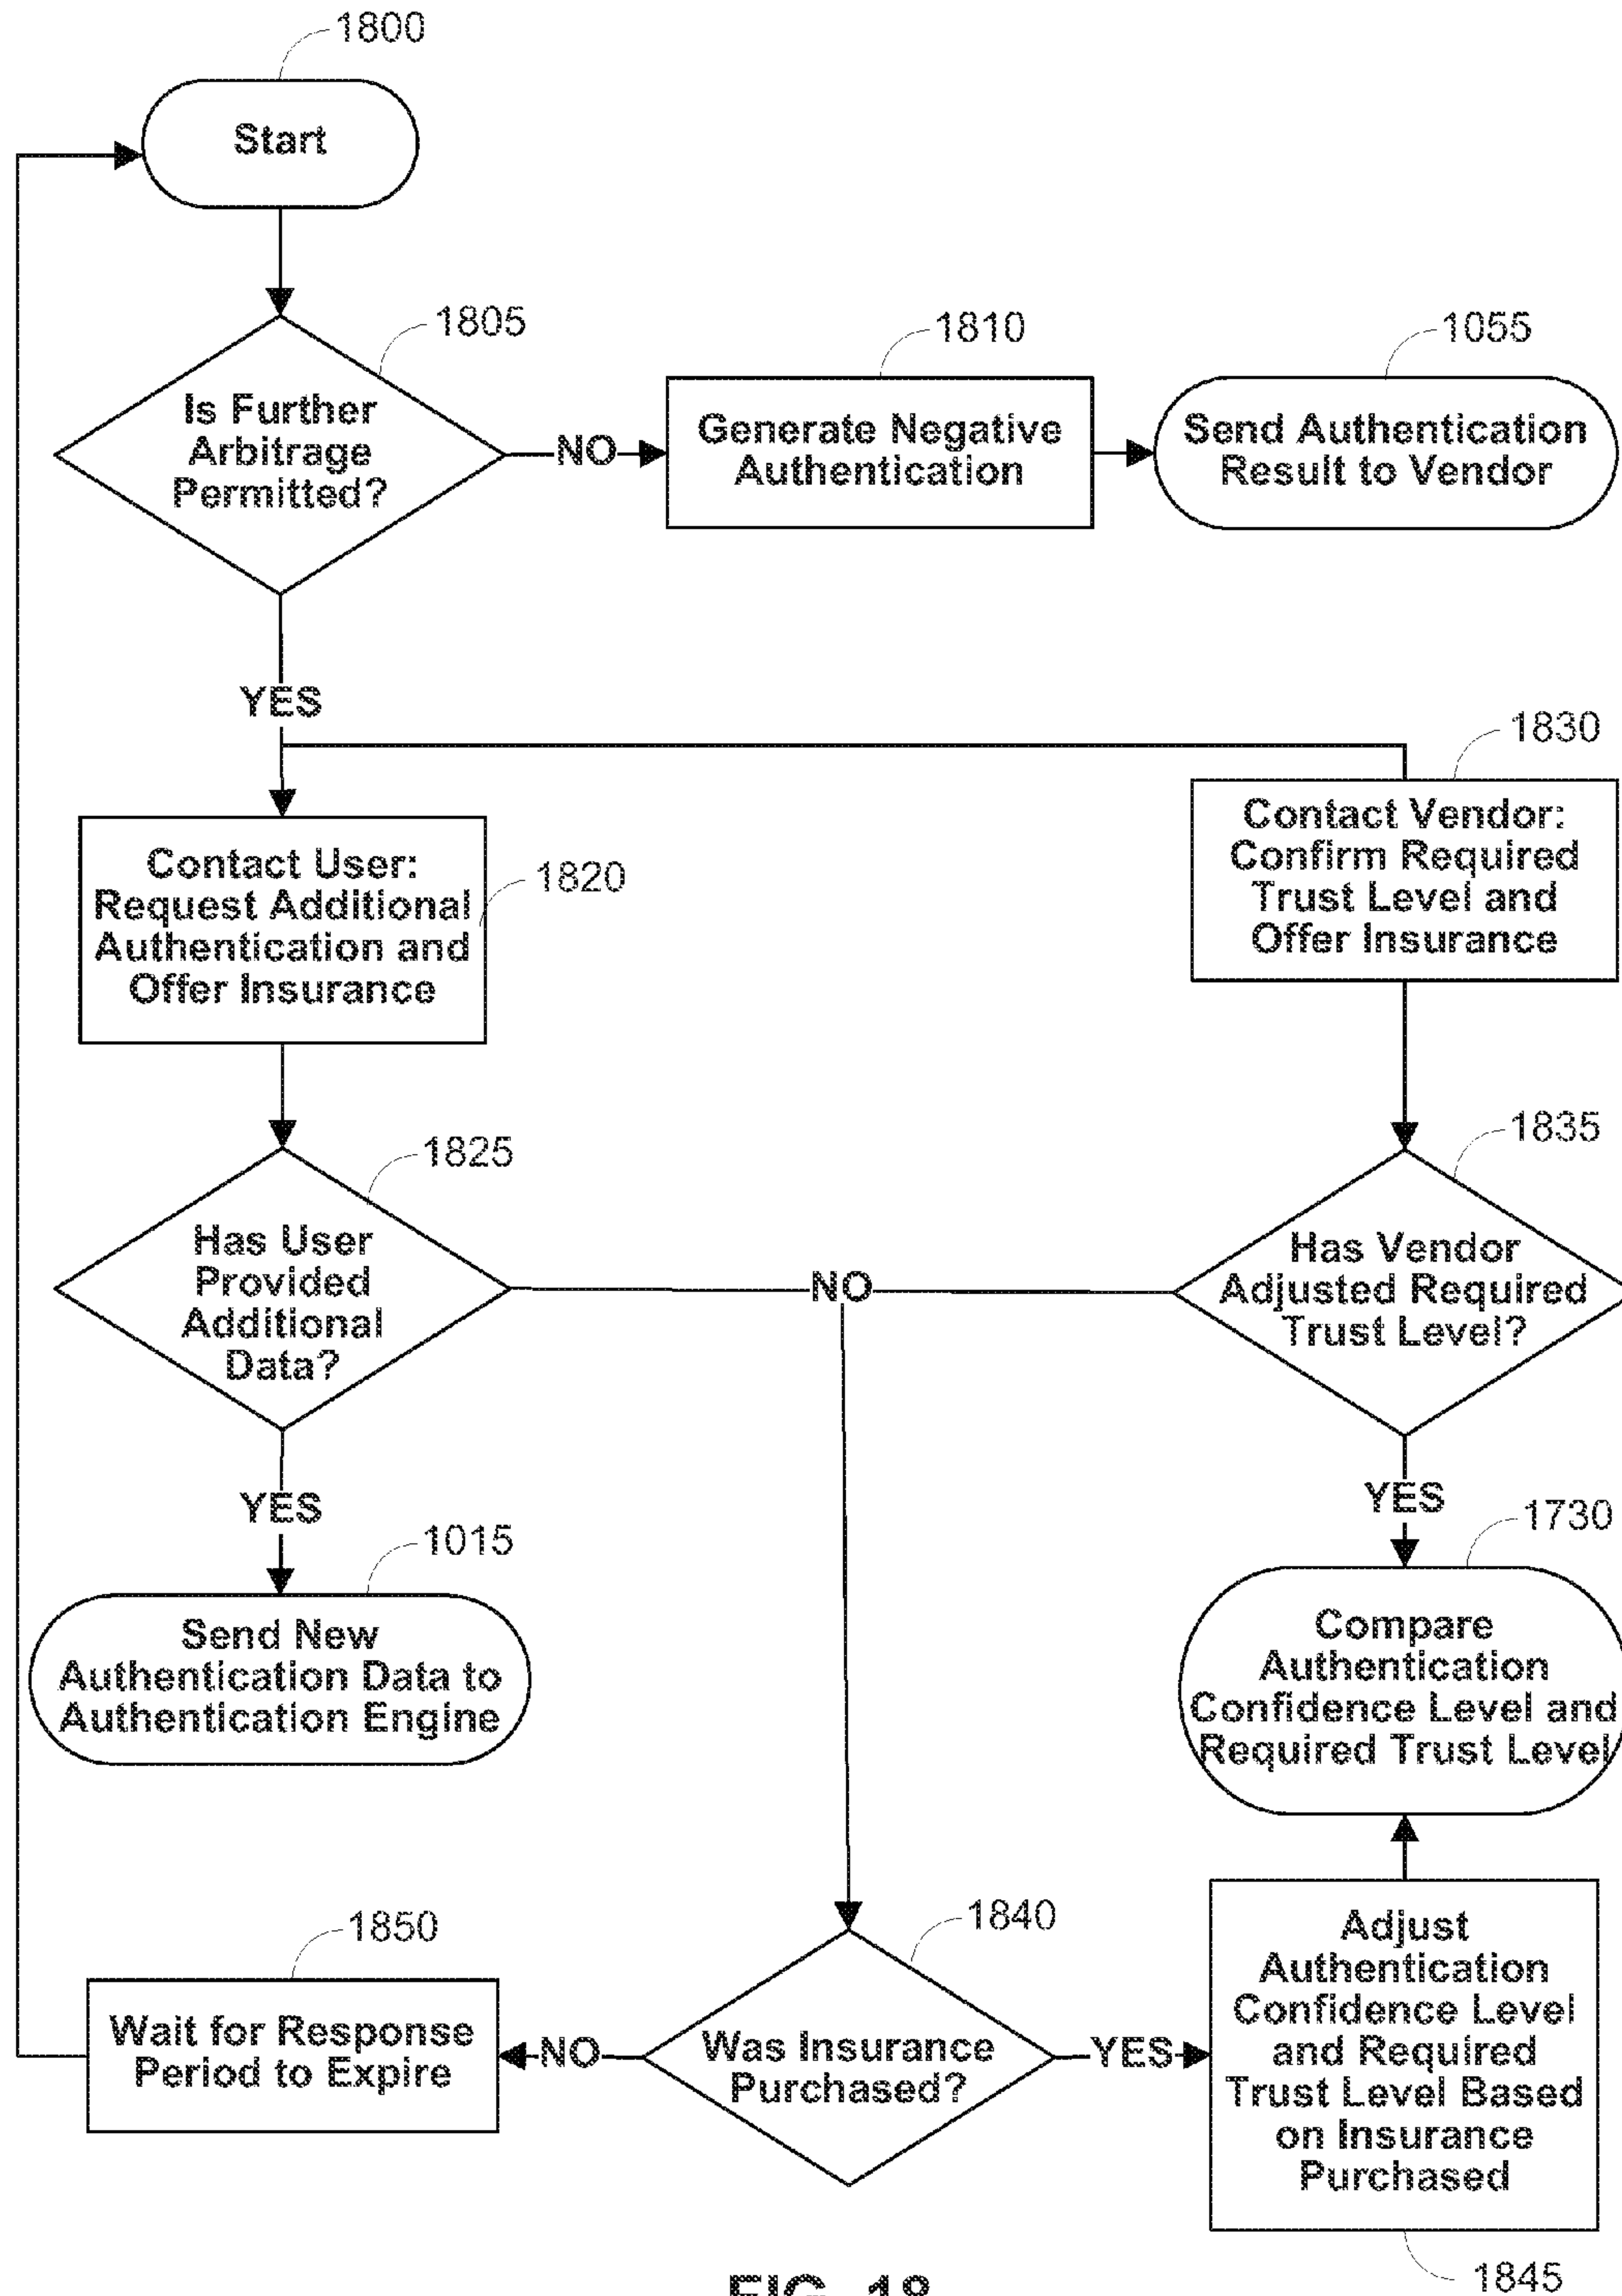 1800
Start
1805
Is Further
Arbitrage
Permitted?
NO
1810
Generate Negative
Authentication
1055
Send Authentication
Result to Vendor
YES
1820
Contact User:
Request Additional
Authentication and
Offer Insurance
1830
Contact Vendor:
Confirm Required
Trust Level and
Offer Insurance
1825
Has User
Provided
Additional
Data?
NO
1835
Has Vendor
Adjusted Required
Trust Level?
YES
1015
Send New
Authentication Data to
Authentication Engine
YES
1730
Compare
Authentication
Confidence Level and
Required Trust Level
1850
Wait for Response
Period to Expire
NO
1840
Was Insurance
Purchased?
YES
Adjust
Authentication
Confidence Level
and Required
Trust Level Based
on Insurance
Purchased
1845
FIG. 18